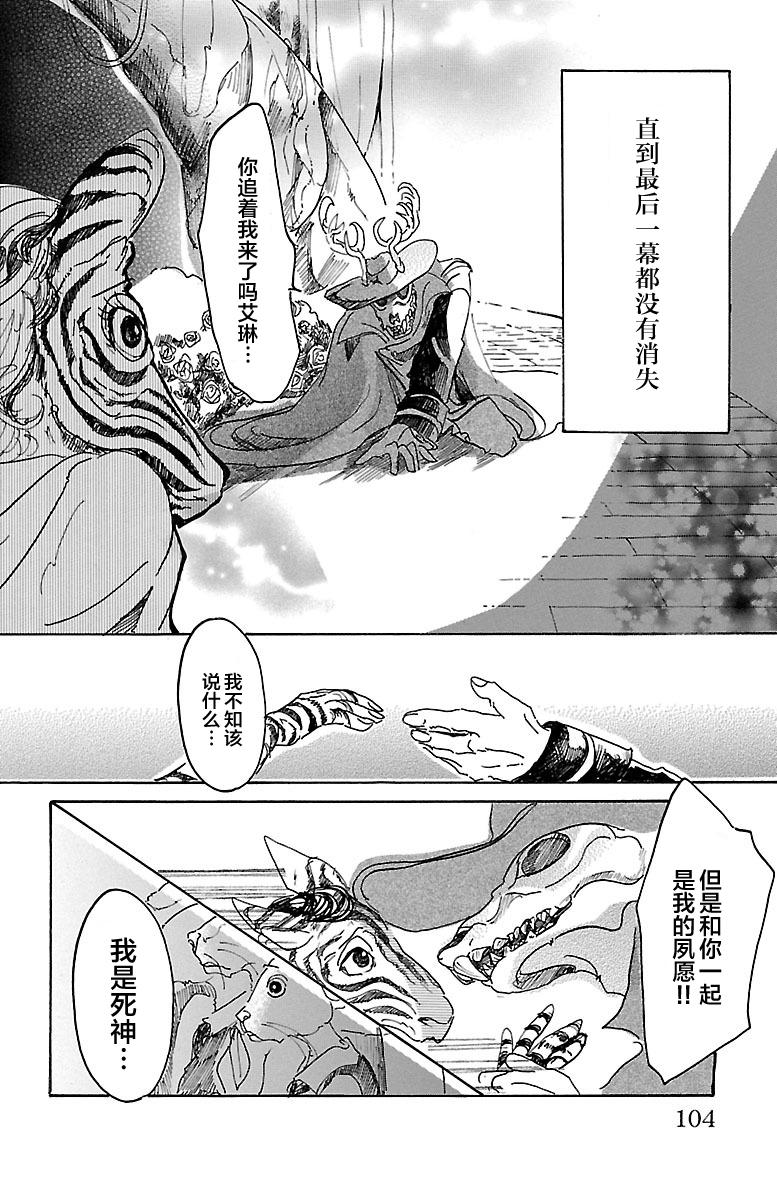 直到最后一幕都没有消失
你追着我来了吗艾琳…
我不知该
说什么…
但是和你一起
是我的夙愿!!
我是死神…
104